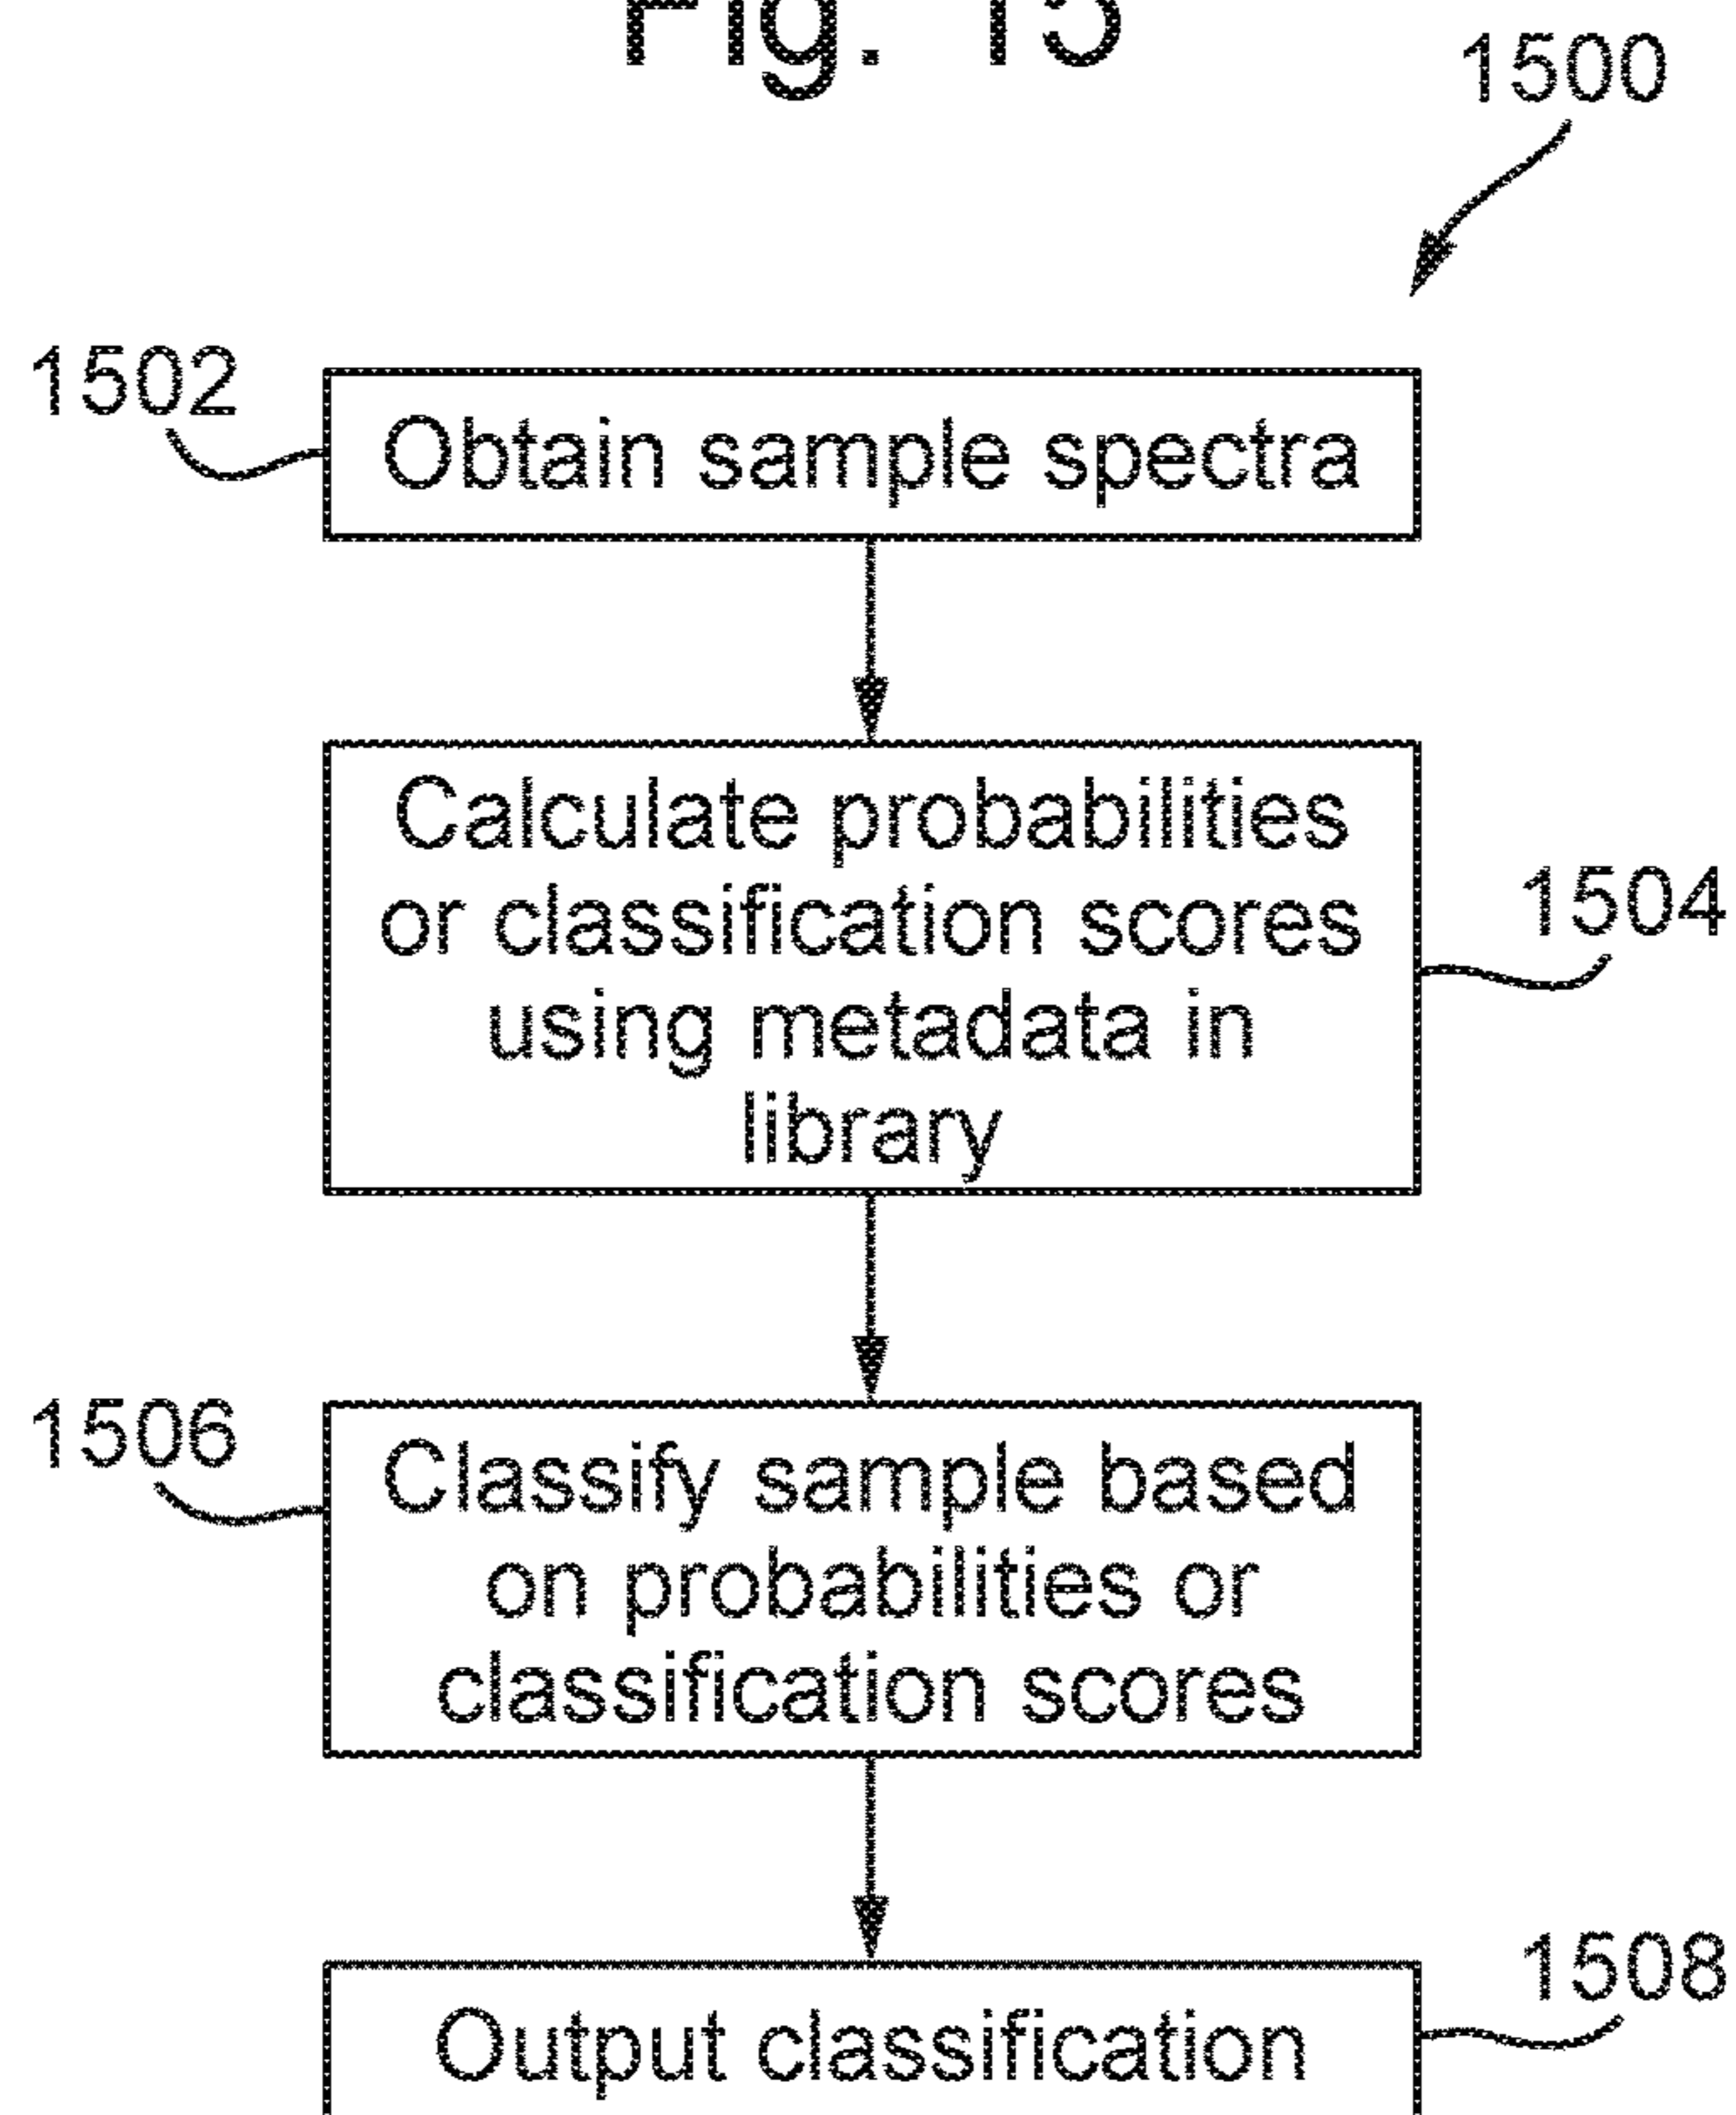 Fig. 15
1500
1502
Obtain sample spectra
Calculate probabilities
or classification scores
using metadata in
library
1504
1506
Classify sample based
on probabilities or
classification scores
1508
Output classification